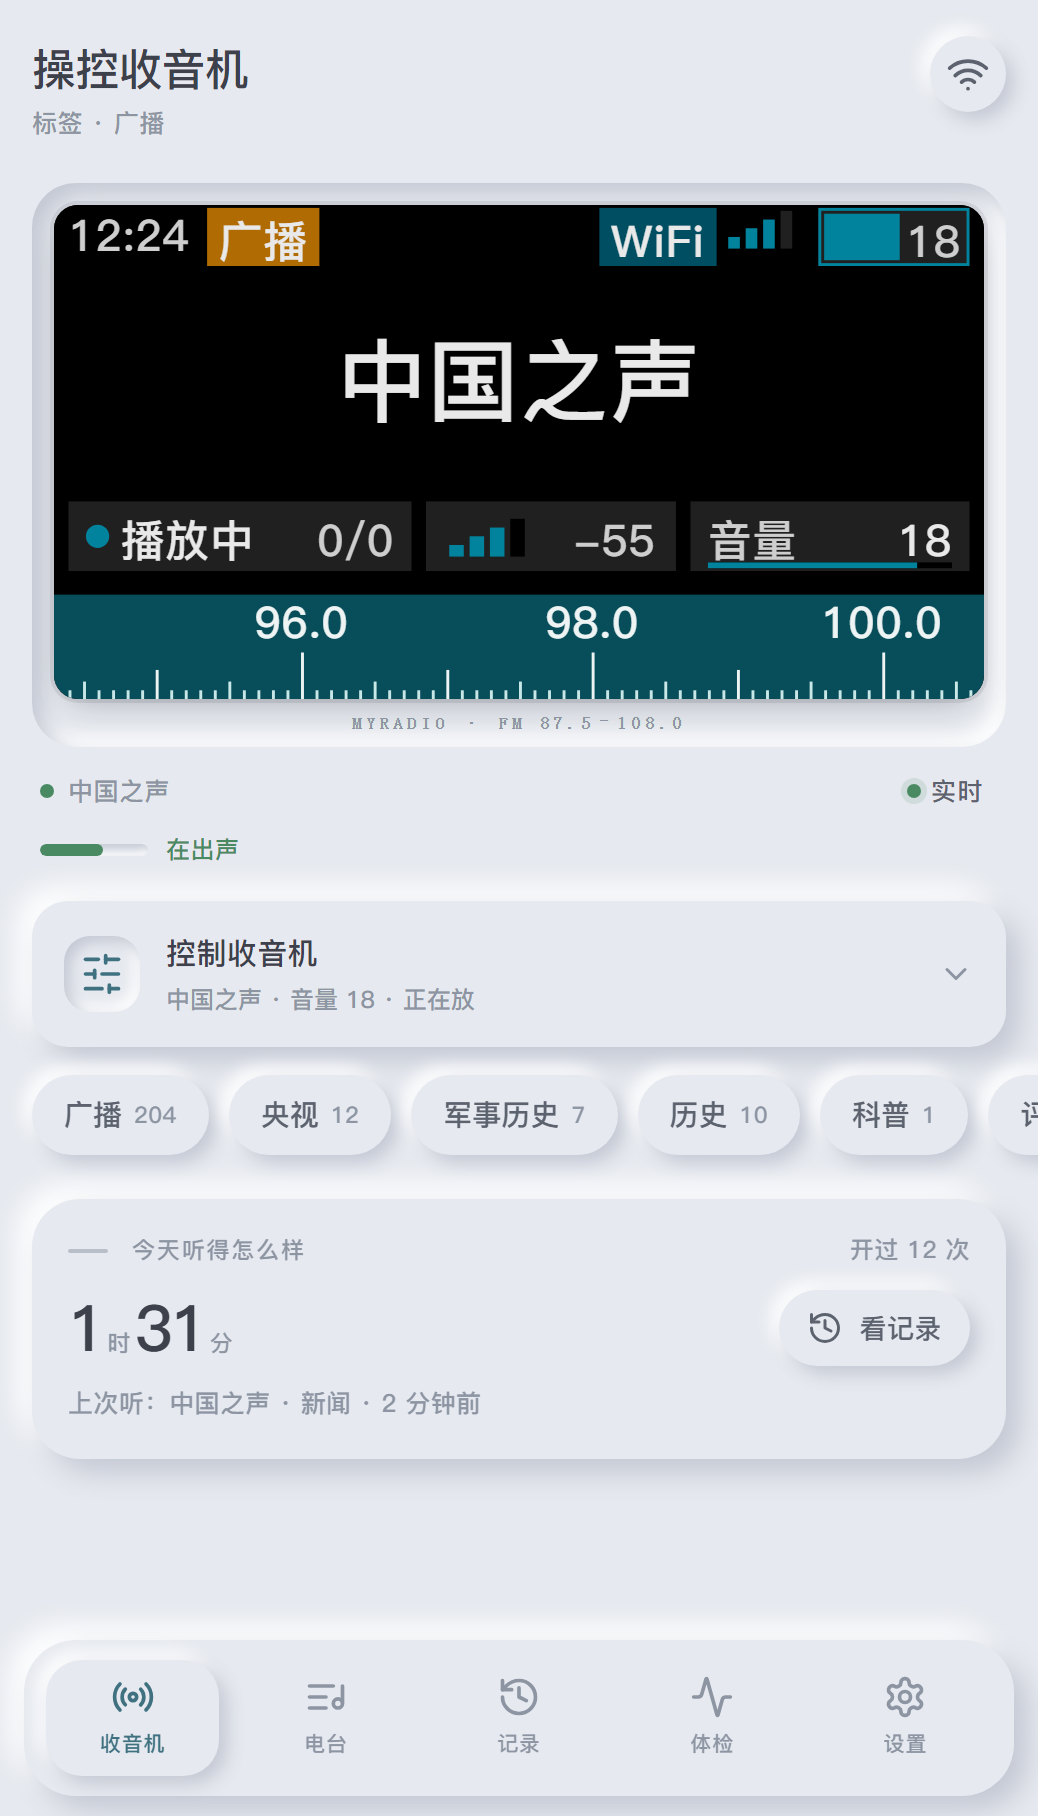 操控收音机
标签 · 广播
12:24 广播 WiFi 18
中国之声
播放中 0/0 -55 音量 18
96.0 98.0 100.0
MYRADIO · FM 87.5-108.0
中国之声 实时
在出声
控制收音机
中国之声 · 音量 18 · 正在放
广播 204 央视 12 军事历史 7 历史 10 科普 1
今天听得怎么样 开过 12 次
1时31分 看记录
上次听：中国之声 · 新闻 · 2 分钟前
收音机 电台 记录 体检 设置